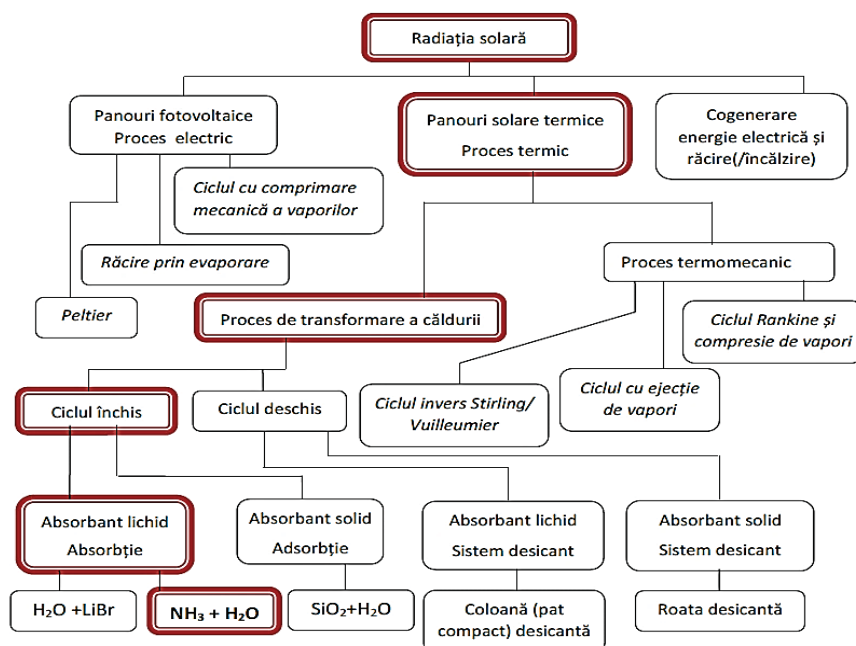 Radiația solară
Panouri fotovoltaice
Proces electric
Panouri solare termice
Proces termic
Cogenerare
energie electrică și
răcire(/încălzire)
Ciclul cu comprimare
mecanică a vaporilor
Răcire prin evaporare
Peltier
Proces termomecanic
Proces de transformare a căldurii
Ciclul Rankine și
compresie de vapori
Ciclul invers Stirling/
Vuilleumier
Ciclul cu ejecție
de vapori
Ciclul închis
Ciclul deschis
Absorbant lichid
Absorbție
Absorbant solid
Adsorbție
Absorbant lichid
Sistem desicant
Absorbant solid
Sistem desicant
H₂O +LiBr
NH₃ + H₂O
SiO₂+H₂O
Coloană (pat
compact) desicantă
Roata desicantă